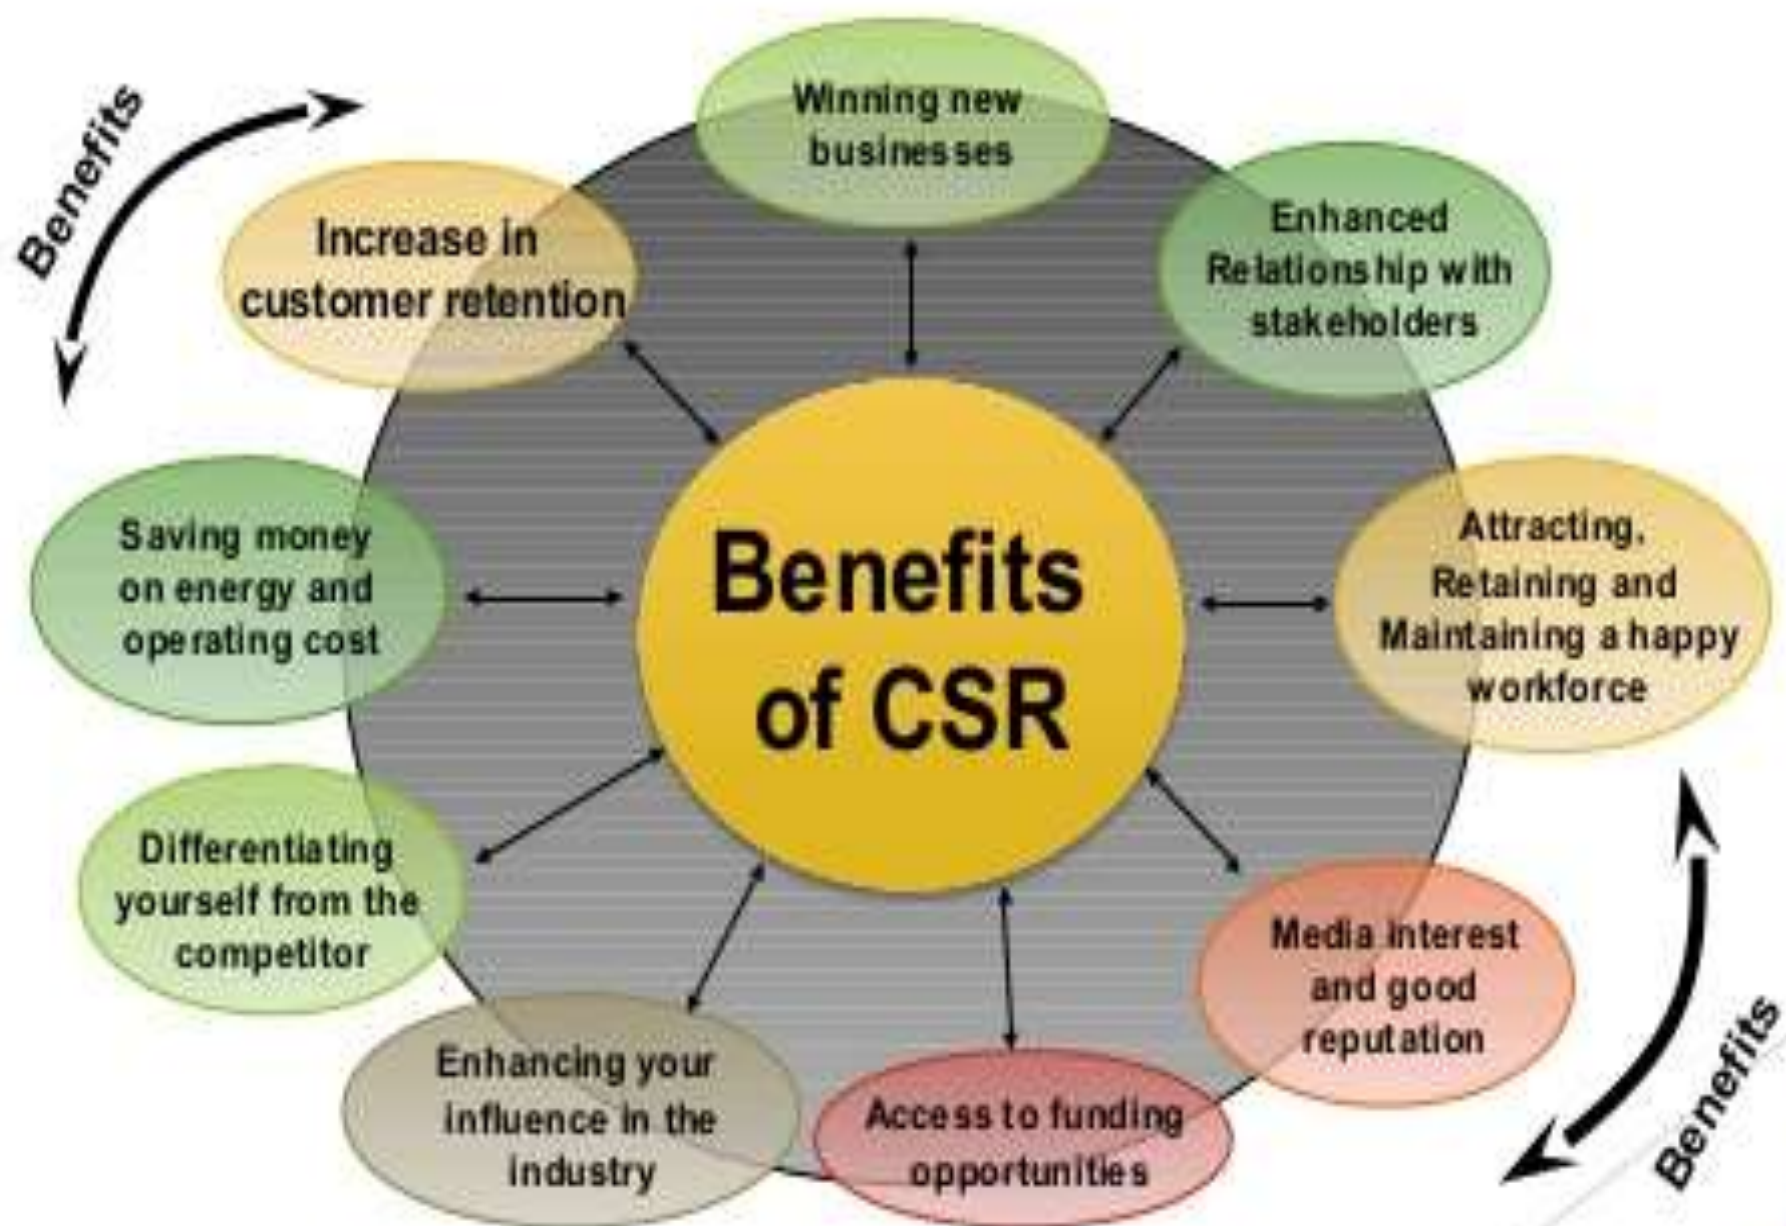 Benefits
Winning new
businesses
Enhanced
Relationship with
stakeholders
Increase in
customer retention
Attracting,
Retaining and
Maintaining a happy
workforce
Saving money
on energy and
operating cost
Benefits
of CSR
Differentiating
yourself from the
competitor
Media interest
and good
reputation
Enhancing your
influence in the
industry
Access to funding
opportunities
Benefits